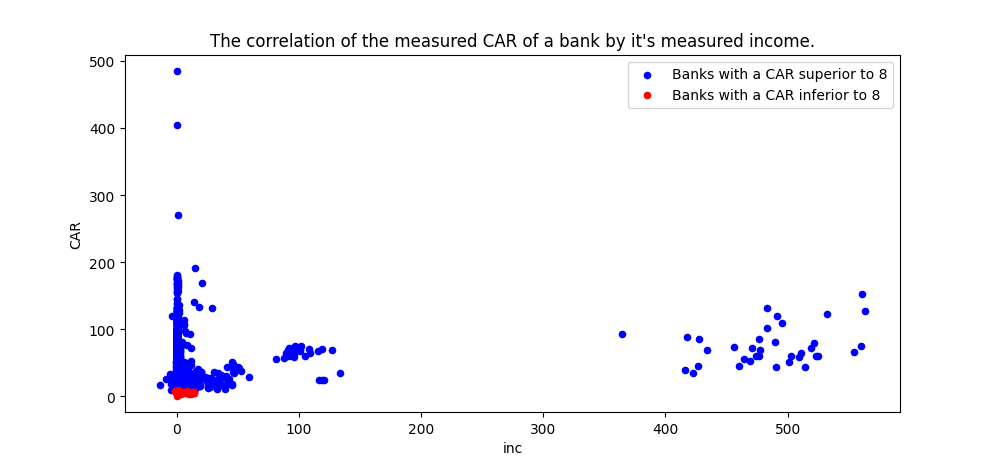 The correlation of the measured CAR of a bank by it's measured income.
500
400
300
200
100
0
CAR
Banks with a CAR superior to 8
Banks with a CAR inferior to 8
0 100 200 300 400 500
inc